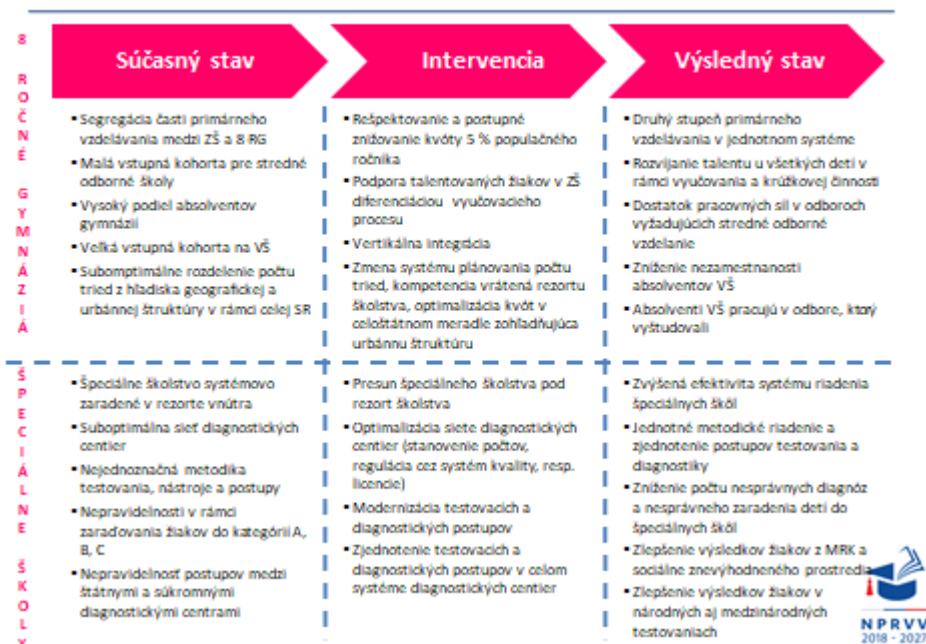 8 ROČNÉ GYMNÁZIÁ
Súčasný stav
Intervencia
Výsledný stav
▪ Segregácia časti primárneho
vzdelávania medzi ZŠ a 8 RG
▪ Malá vstupná kohorta pre stredné
odborné školy
▪ Vysoký podiel absolventov
gymnázií
▪ Veľká vstupná kohorta na VŠ
▪ Subomptimálne rozdelenie počtu
tried z hľadiska geografickej a
urbánnej štruktúry v rámci celej SR
▪ Rešpektovanie a postupné
znižovanie kvóty 5 % populačného
ročníka
▪ Podpora talentovaných žiakov v ZŠ
diferenciáciou vyučovacieho
procesu
▪ Vertikálna integrácia
▪ Zmena systému plánovania počtu
tried, kompetencia vrátená rezortu
školstva, optimalizácia kvót v
celoštátnom meradle zohľadňujúca
urbánnu štruktúru
▪ Druhý stupeň primárneho
vzdelávania v jednotnom systéme
▪ Rozvíjanie talentu u všetkých detí v
rámci vyučovania a krúžkovej činnosti
▪ Dostatok pracovných síl v odboroch
vyžadujúcich stredné odborné
vzdelanie
▪ Zníženie nezamestnanosti
absolventov VŠ
▪ Absolventi VŠ pracujú v odbore, ktorý
vyštudovali
ŠPECIÁLNE ŠKOLY
▪ Špeciálne školstvo systémovo
zaradené v rezorte vnútra
▪ Suboptimálna sieť diagnostických
centier
▪ Nejednoznačná metodika
testovania, nástroje a postupy
▪ Nepravidelnosti v rámci
zaraďovania žiakov do kategórií A,
B, C
▪ Nepravidelnosť postupov medzi
štátnymi a súkromnými
diagnostickými centrami
▪ Presun špeciálneho školstva pod
rezort školstva
▪ Optimalizácia siete diagnostických
centier (stanovenie počtov,
regulácia cez systém kvality, resp.
licencie)
▪ Modernizácia testovacích a
diagnostických postupov
▪ Zjednotenie testovacích a
diagnostických postupov v celom
systéme diagnostických centier
▪ Zvýšená efektivita systému riadenia
špeciálnych škôl
▪ Jednotné metodické riadenie a
zjednotenie postupov testovania a
diagnostiky
▪ Zníženie počtu nesprávnych diagnóz
a nesprávneho zaradenia detí do
špeciálnych škôl
▪ Zlepšenie výsledkov žiakov z MRK a
sociálne znevýhodneného prostredia
▪ Zlepšenie výsledkov žiakov v
národných aj medzinárodných
testovaniach
NPRVV
2018 - 2027